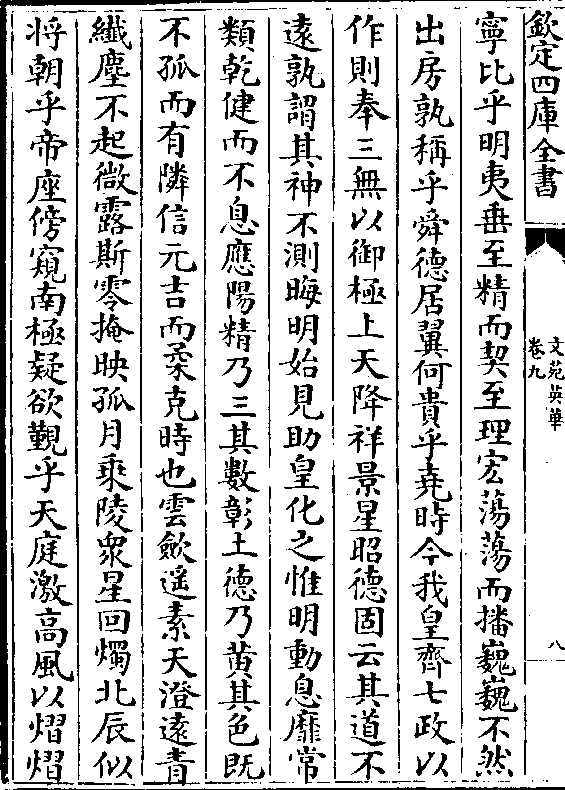 欽定四庫全書
文苑英華
卷九
八
寧比乎明夷垂至精而契至理宏蕩蕩而播巍巍不然
出房孰稱乎舜德居翼何貴乎堯時今我皇齊七政以
作則奉三無以御極上天降祥景星昭德固云其道不
遠孰謂其神不測晦明始見助皇化之惟明動息靡常
類乾健而不息應陽精乃三其數彰土德乃黄其色既
不孤而有隣信元吉而柔克時也雲歛遥素天澄遠青
纖塵不起微露斯零掩映孤月乘陵衆星回燭北辰似
将朝乎帝座傍窺南極疑欲覲乎天庭激高風以熠熠